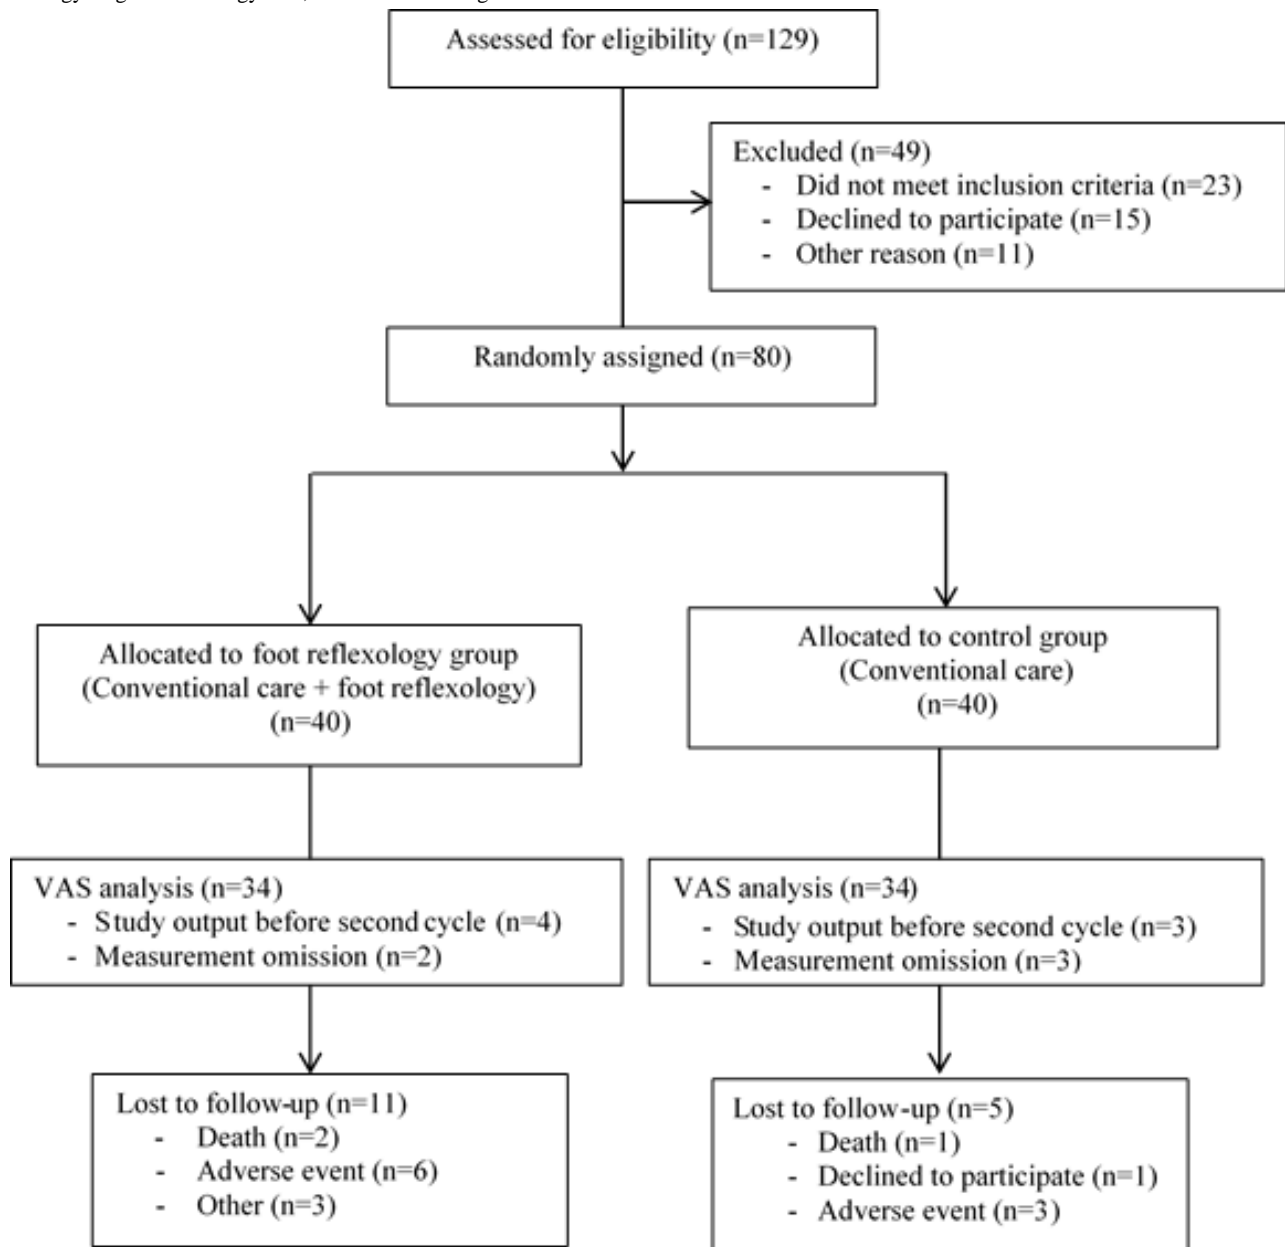 Assessed for eligibility (n=129)
Excluded (n=49)
- Did not meet inclusion criteria (n=23)
- Declined to participate (n=15)
- Other reason (n=11)
Randomly assigned (n=80)
Allocated to foot reflexology group
(Conventional care + foot reflexology)
(n=40)
Allocated to control group
(Conventional care)
(n=40)
VAS analysis (n=34)
- Study output before second cycle (n=4)
- Measurement omission (n=2)
VAS analysis (n=34)
- Study output before second cycle (n=3)
- Measurement omission (n=3)
Lost to follow-up (n=11)
- Death (n=2)
- Adverse event (n=6)
- Other (n=3)
Lost to follow-up (n=5)
- Death (n=1)
- Declined to participate (n=1)
- Adverse event (n=3)